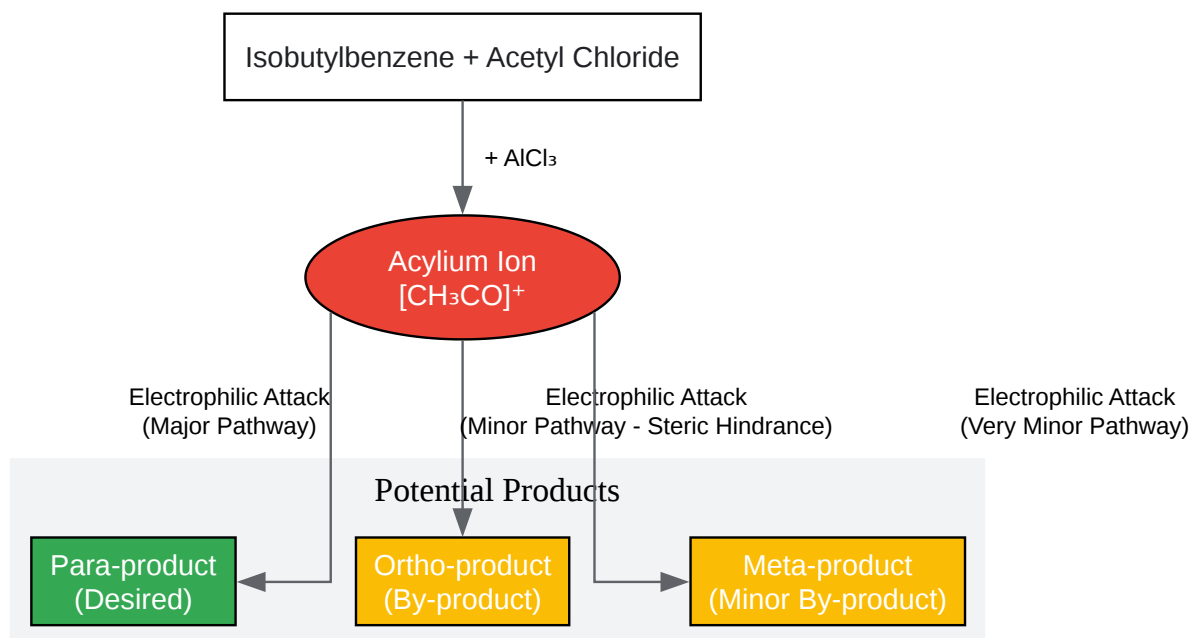 Isobutylbenzene + Acetyl Chloride
+ AlCl₃
Acylium Ion
[CH₃CO]⁺
Electrophilic Attack
(Major Pathway)
Electrophilic Attack
(Minor Pathway - Steric Hindrance)
Electrophilic Attack
(Very Minor Pathway)
Potential Products
Para-product
(Desired)
Ortho-product
(By-product)
Meta-product
(Minor By-product)